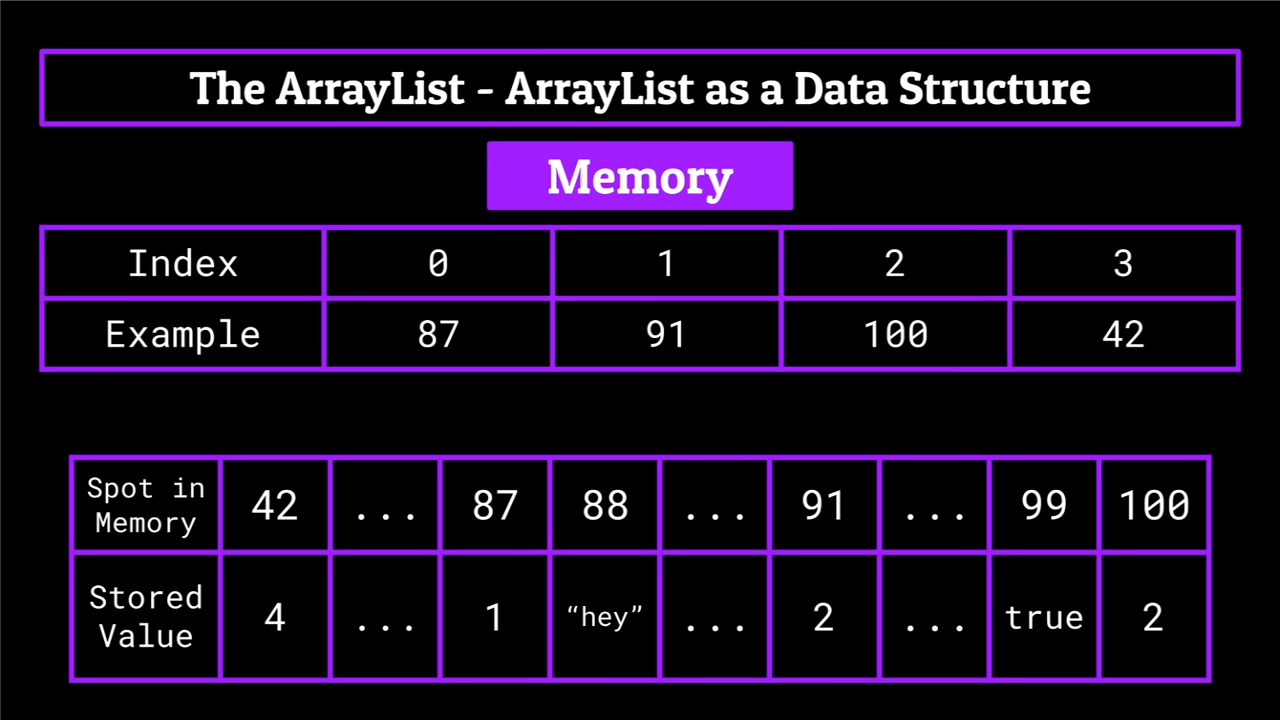 The ArrayList - ArrayList as a Data Structure
Memory
Index 0 1 2 3
Example 87 91 100 42
Spot in
Memory
42 ... 87 88 ... 91 ... 99 100
Stored
Value
4 ... 1 “hey” ... 2 ... true 2